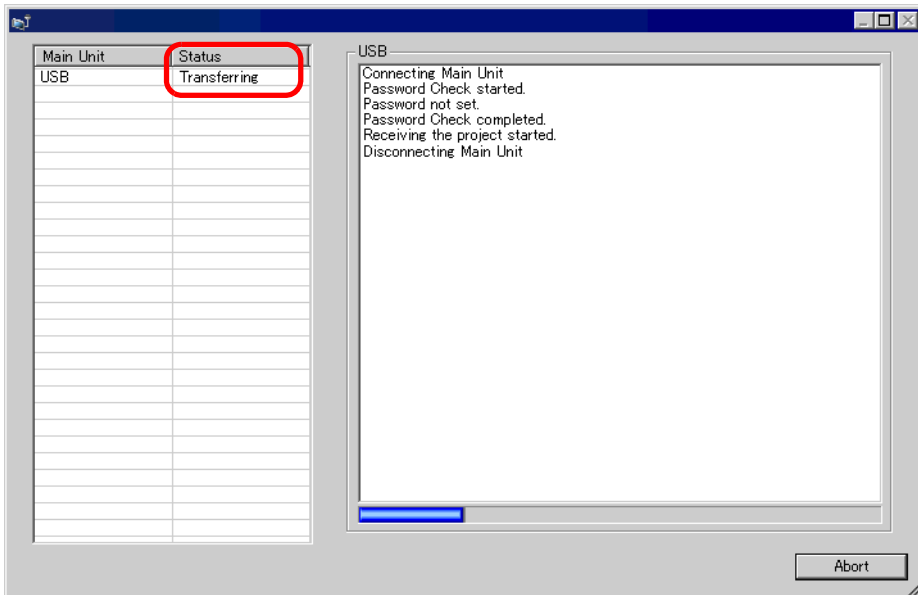 Main Unit Status
USB Transferring
USB
Connecting Main Unit
Password Check started.
Password not set.
Password Check completed.
Receiving the project started.
Disconnecting Main Unit
Abort